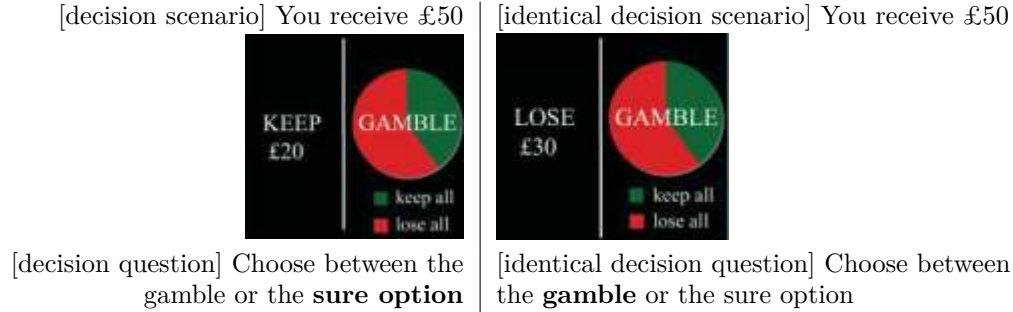 [decision scenario] You receive £50
KEEP
£20
GAMBLE
keep all
lose all
[decision question] Choose between the
gamble or the sure option
[identical decision scenario] You receive £50
LOSE
£30
GAMBLE
keep all
lose all
[identical decision question] Choose between
the gamble or the sure option